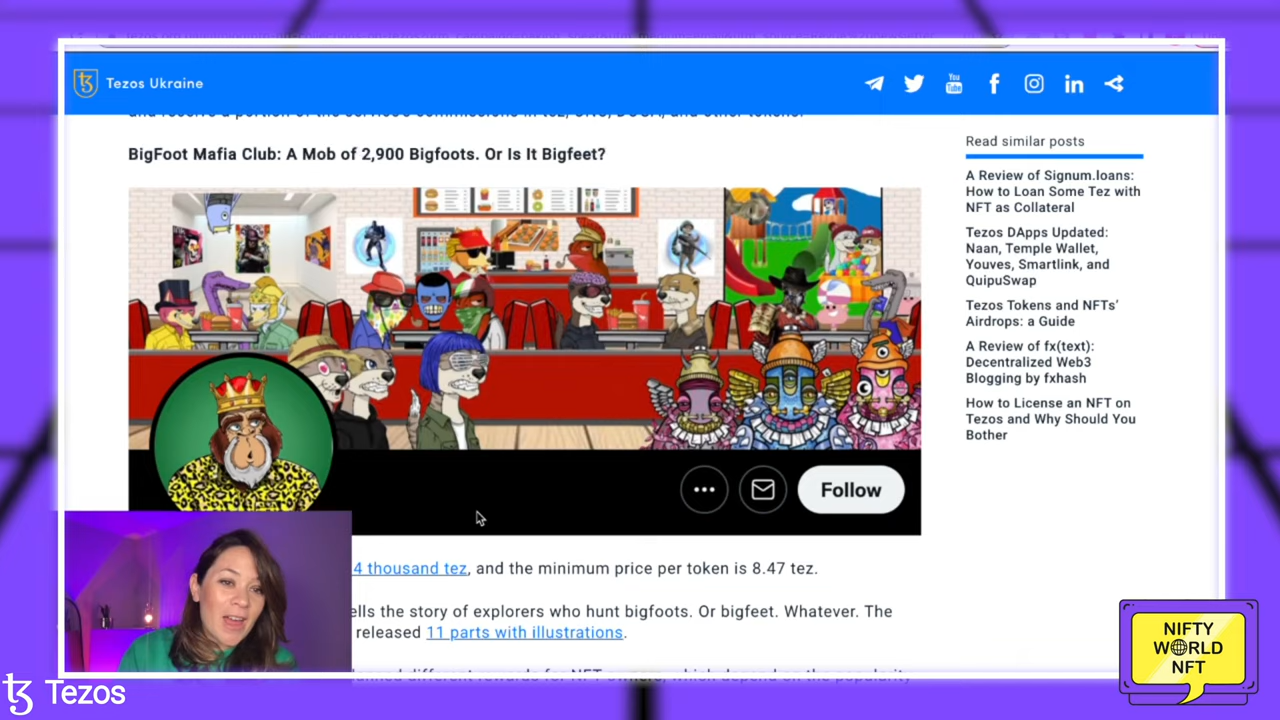 Tezos Ukraine
BigFoot Mafia Club: A Mob of 2,900 Bigfoots. Or Is It Bigfeet?
Follow
4 thousand tez, and the minimum price per token is 8.47 tez.
ells the story of explorers who hunt bigfoots. Or bigfeet. Whatever. The
released 11 parts with illustrations.
Read similar posts
A Review of Signum.loans:
How to Loan Some Tez with
NFT as Collateral
Tezos DApps Updated:
Naan, Temple Wallet,
Youves, Smartlink, and
QuipuSwap
Tezos Tokens and NFTs'
Airdrops: a Guide
A Review of fx(text):
Decentralized Web3
Blogging by fxhash
How to License an NFT on
Tezos and Why Should You
Bother
Tezos
NIFTY
WORLD
NFT